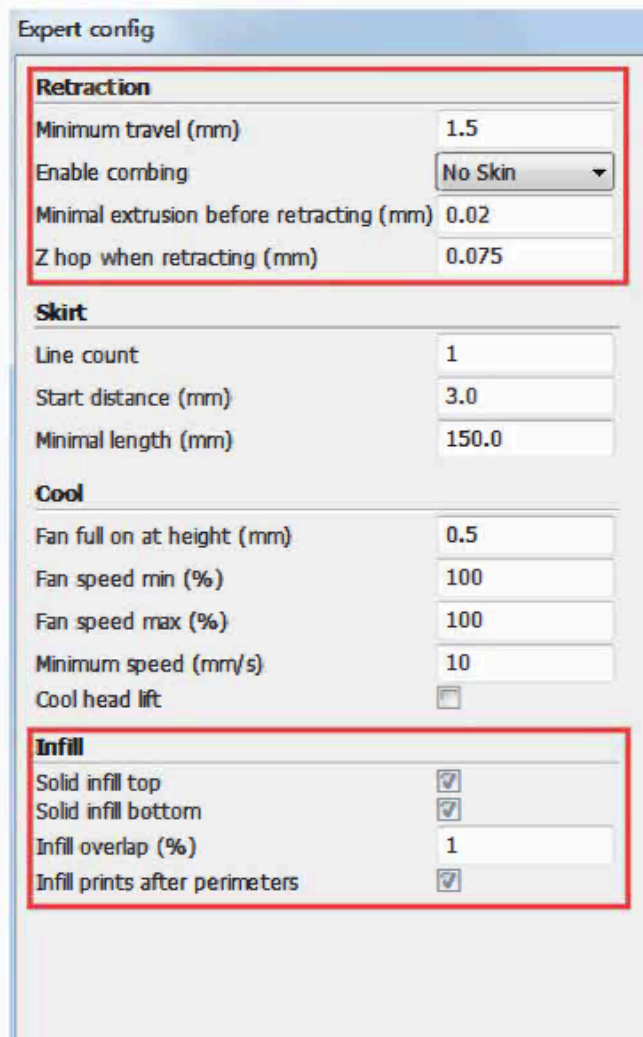 Expert config
Retraction
Minimum travel (mm) 1.5
Enable combing No Skin
Minimal extrusion before retracting (mm) 0.02
Z hop when retracting (mm) 0.075
Skirt
Line count 1
Start distance (mm) 3.0
Minimal length (mm) 150.0
Cool
Fan full on at height (mm) 0.5
Fan speed min (%) 100
Fan speed max (%) 100
Minimum speed (mm/s) 10
Cool head lift
Infill
Solid infill top
Solid infill bottom
Infill overlap (%) 1
Infill prints after perimeters